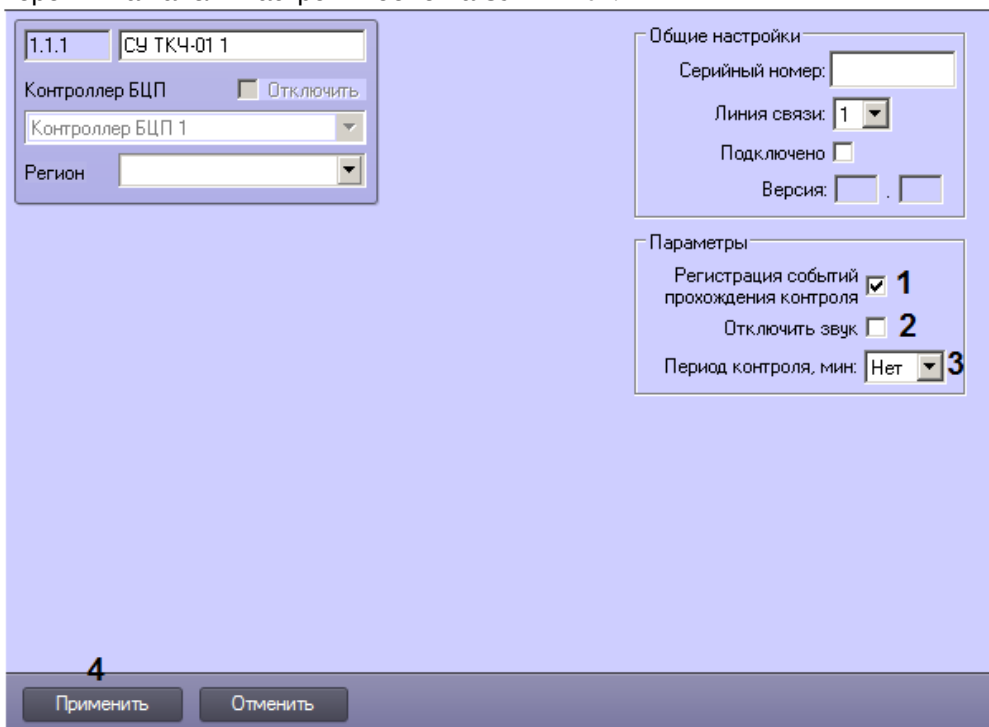 1.1.1 СУ ТКЧ-01 1
Контроллер БЦП Отключить
Контроллер БЦП 1
Регион
Общие настройки
Серийный номер:
Линия связи: 1
Подключено
Версия: .
Параметры
Регистрация событий
прохождения контроля 1
Отключить звук 2
Период контроля, мин: Нет 3
4
Применить Отменить